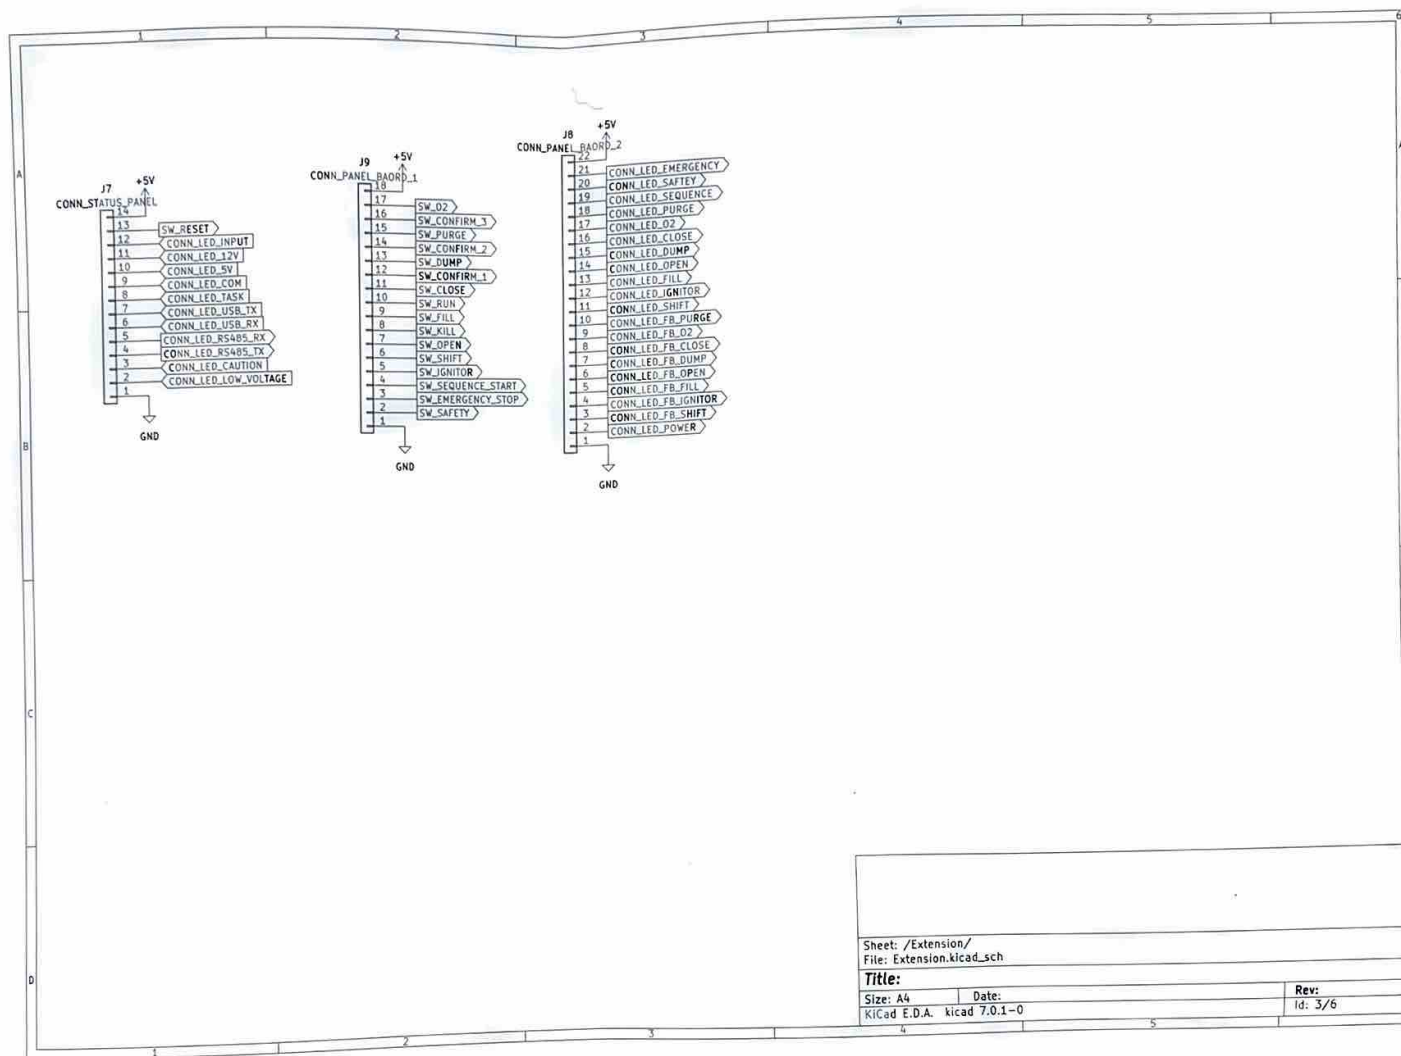 1 2 3 4 5 6
A
B
C
D
J7
CONN_STATUS_PANEL
+5V
14
13 SW_RESET
12 CONN_LED_INPUT
11 CONN_LED_12V
10 CONN_LED_5V
9 CONN_LED_COM
8 CONN_LED_TASK
7 CONN_LED_USB_TX
6 CONN_LED_USB_RX
5 CONN_LED_RS485_RX
4 CONN_LED_RS485_TX
3 CONN_LED_CAUTION
2 CONN_LED_LOW_VOLTAGE
1
GND
J9
CONN_PANEL_BAORD_1
+5V
18
17 SW_O2
16 SW_CONFIRM_3
15 SW_PURGE
14 SW_CONFIRM_2
13 SW_DUMP
12 SW_CONFIRM_1
11 SW_CLOSE
10 SW_RUN
9 SW_FILL
8 SW_KILL
7 SW_OPEN
6 SW_SHIFT
5 SW_IGNITOR
4 SW_SEQUENCE_START
3 SW_EMERGENCY_STOP
2 SW_SAFETY
1
GND
J8
CONN_PANEL_BAORD_2
+5V
22
21 CONN_LED_EMERGENCY
20 CONN_LED_SAFTEY
19 CONN_LED_SEQUENCE
18 CONN_LED_PURGE
17 CONN_LED_O2
16 CONN_LED_CLOSE
15 CONN_LED_DUMP
14 CONN_LED_OPEN
13 CONN_LED_FILL
12 CONN_LED_IGNITOR
11 CONN_LED_SHIFT
10 CONN_LED_FB_PURGE
9 CONN_LED_FB_O2
8 CONN_LED_FB_CLOSE
7 CONN_LED_FB_DUMP
6 CONN_LED_FB_OPEN
5 CONN_LED_FB_FILL
4 CONN_LED_FB_IGNITOR
3 CONN_LED_FB_SHIFT
2 CONN_LED_POWER
1
GND
Sheet: /Extension/
File: Extension.kicad_sch
Title:
Size: A4 Date: Rev:
KiCad E.D.A. kicad 7.0.1-0 Id: 3/6
1 2 3 4 5